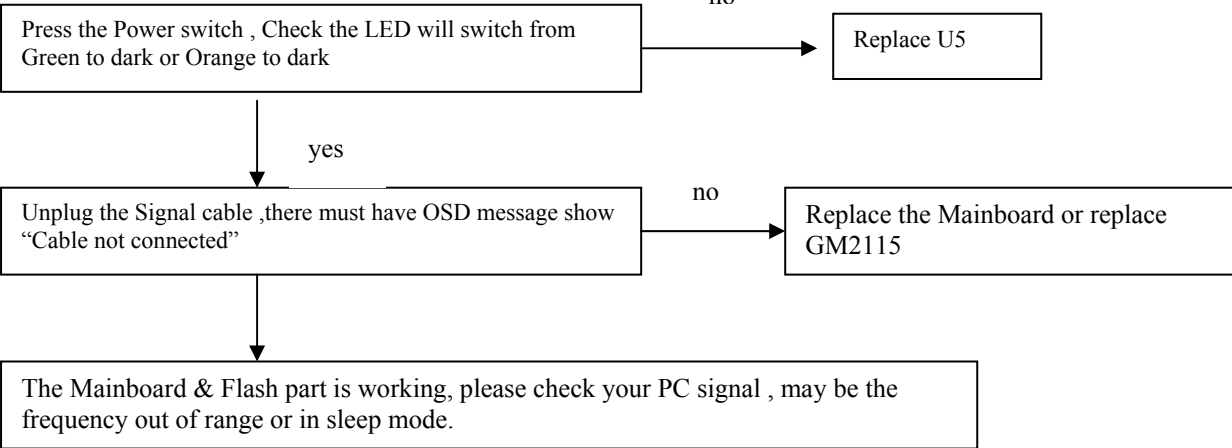 no
Press the Power switch , Check the LED will switch from
Green to dark or Orange to dark
Replace U5
yes
Unplug the Signal cable ,there must have OSD message show
“Cable not connected”
no
Replace the Mainboard or replace
GM2115
The Mainboard & Flash part is working, please check your PC signal , may be the
frequency out of range or in sleep mode.